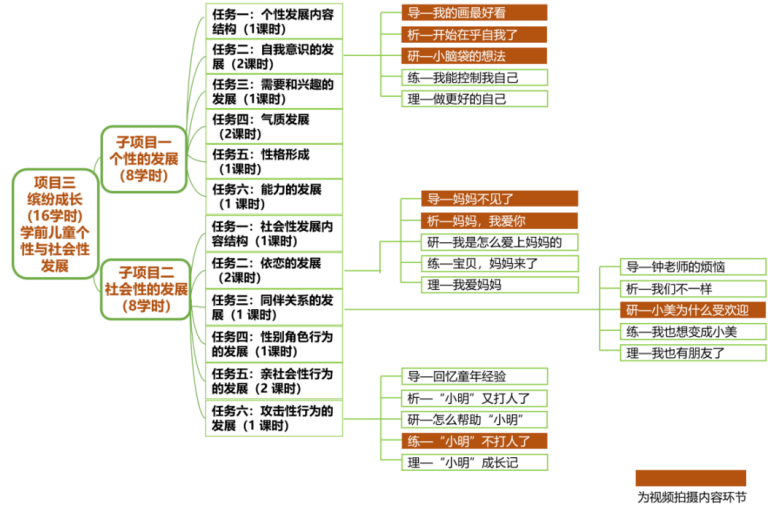 项目三
缤纷成长
(16学时)
学前儿童个
性与社会性
发展
子项目一
个性的发展
（8学时）
子项目二
社会性的发展
（8学时）
任务一：个性发展内容
结构（1课时）
任务二：自我意识的发
展（2课时）
任务三：需要和兴趣的
发展（1课时）
任务四：气质发展
（2课时）
任务五：性格形成
（1课时）
任务六：能力的发展
（1 课时）
任务一：社会性发展内
容结构（1课时）
任务二：依恋的发展
（2课时）
任务三：同伴关系的发
展（1 课时）
任务四：性别角色行为
的发展（1课时）
任务五：亲社会性行为
的发展（2 课时）
任务六：攻击性行为的
发展（1 课时）
导—我的画最好看
析—开始在乎自我了
研—小脑袋的想法
练—我能控制我自己
理—做更好的自己
导—妈妈不见了
析—妈妈，我爱你
研—我是怎么爱上妈妈的
练—宝贝，妈妈来了
理—我爱妈妈
导—钟老师的烦恼
析—我们不一样
研—小美为什么受欢迎
练—我也想变成小美
理—我也有朋友了
导—回忆童年经验
析—“小明”又打人了
研—怎么帮助“小明”
练—“小明”不打人了
理—“小明”成长记
为视频拍摄内容环节